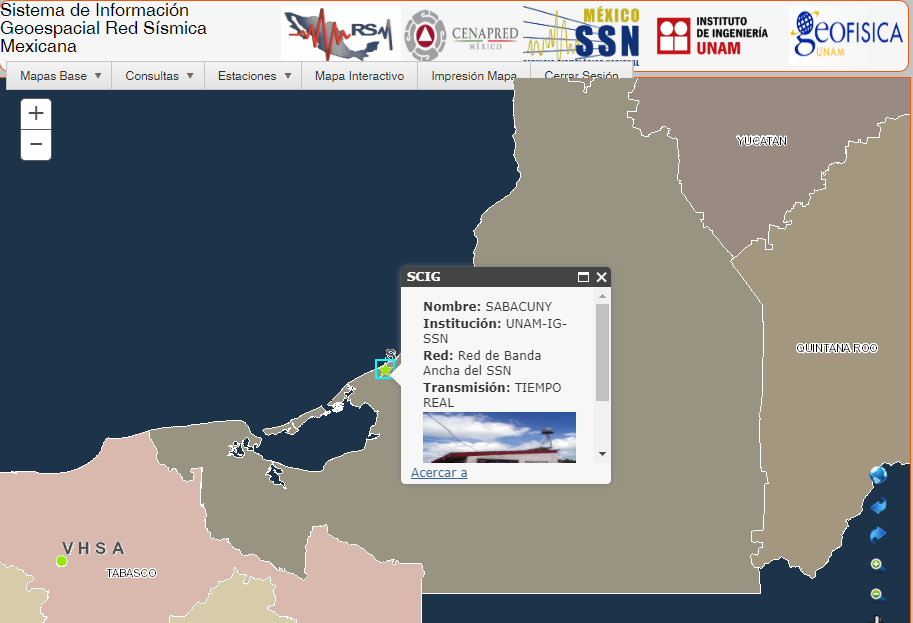 Sistema de Información
Geoespacial Red Sísmica
Mexicana
RSM
CENAPRED
MÉXICO
MÉXICO
SSN
INSTITUTO
DE INGENIERÍA
UNAM
GEOFISICA
UNAM
Mapas Base
Consultas
Estaciones
Mapa Interactivo
Impresión Mapa
Cerrar Sesión
YUCATAN
SCIG
Nombre: SABACUNY
Institución: UNAM-IG-
SSN
Red: Red de Banda
Ancha del SSN
Transmisión: TIEMPO
REAL
Acercar a
QUINTANA ROO
VHSA
TABASCO